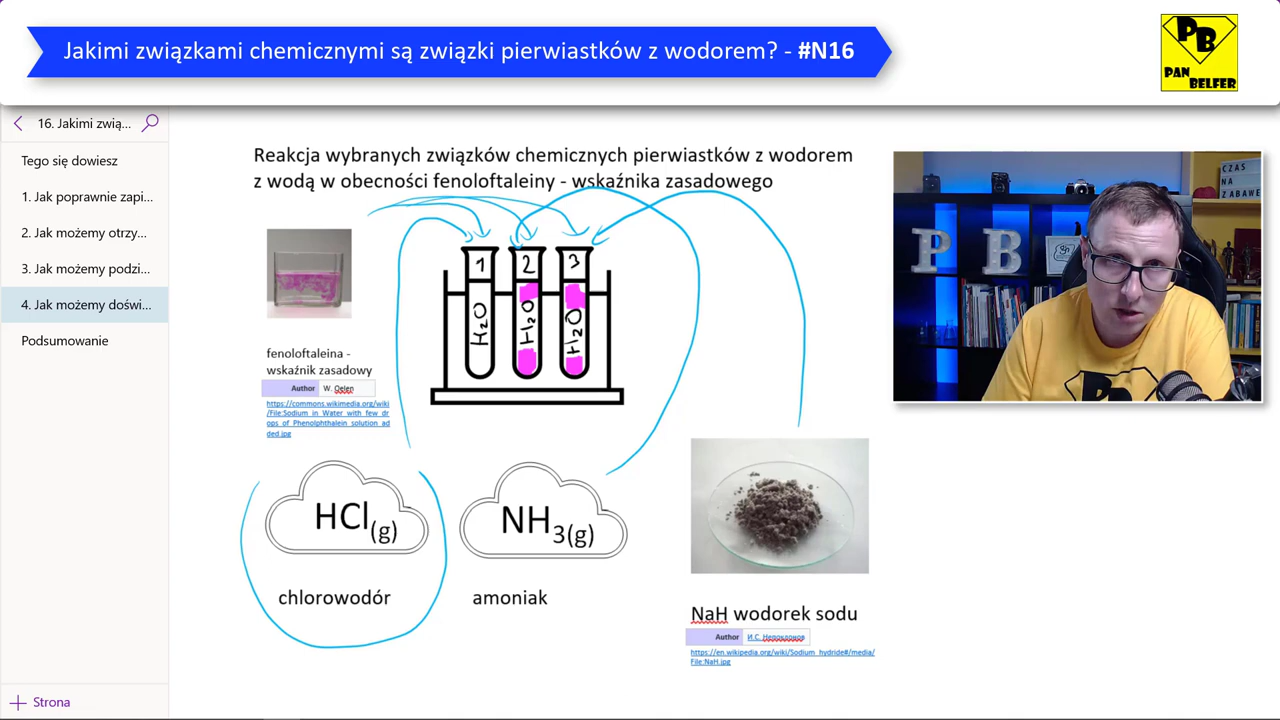 Jakimi związkami chemicznymi są związki pierwiastków z wodorem? - #N16
PB
PAN
BELFER
16. Jakimi zwią...
Tego się dowiesz
1. Jak poprawnie zapi...
2. Jak możemy otrzy...
3. Jak możemy podzi...
4. Jak możemy doświ...
Podsumowanie
Strona
Reakcja wybranych związków chemicznych pierwiastków z wodorem
z wodą w obecności fenoloftaleiny - wskaźnika zasadowego
1 2 3
H₂O H₂O H₂O
fenoloftaleina -
wskaźnik zasadowy
Author W. Oelen
https://commons.wikimedia.org/wiki
/File:Sodium_in_Water_with_few_dr
ops_of_Phenolphthalein_solution_ad
ded.jpg
HCl(g)
chlorowodór
NH3(g)
amoniak
NaH wodorek sodu
Author И.С. Непоклонов
https://en.wikipedia.org/wiki/Sodium_hydride#/media/
File:NaH.jpg
CZAS
NA
ZABAWE
P B